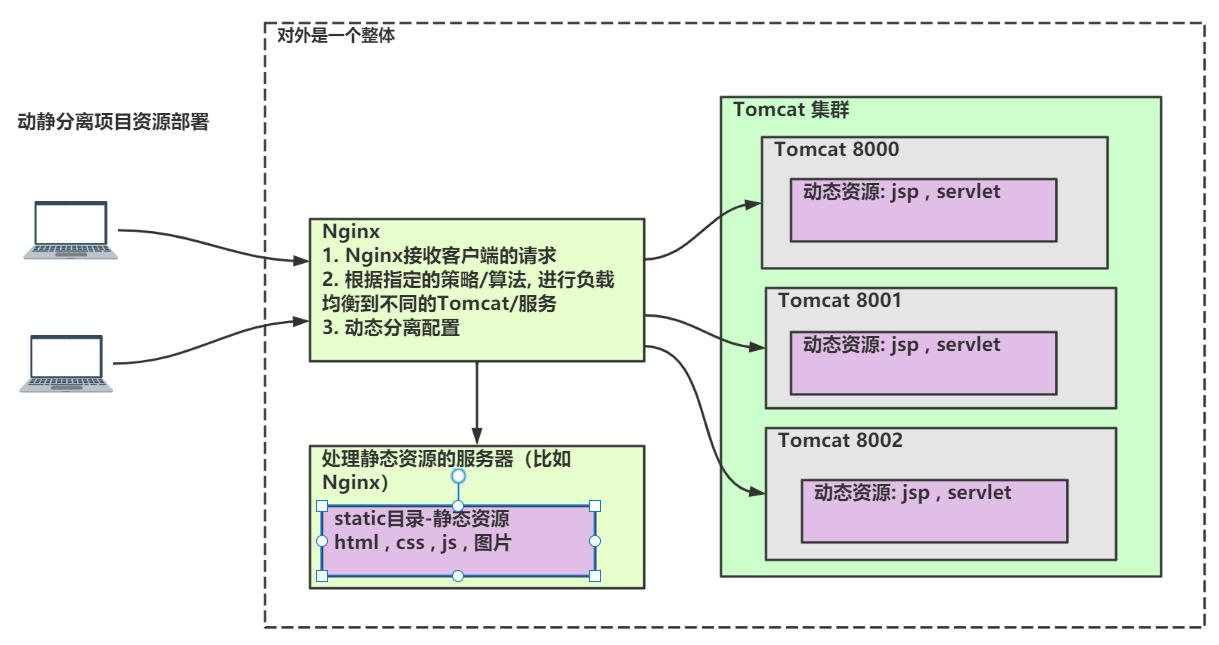 对外是一个整体
动静分离项目资源部署
Nginx
1. Nginx接收客户端的请求
2. 根据指定的策略/算法, 进行负载
均衡到不同的Tomcat/服务
3. 动态分离配置
处理静态资源的服务器（比如
Nginx）
static目录-静态资源
html , css , js , 图片
Tomcat 集群
Tomcat 8000
动态资源: jsp , servlet
Tomcat 8001
动态资源: jsp , servlet
Tomcat 8002
动态资源: jsp , servlet